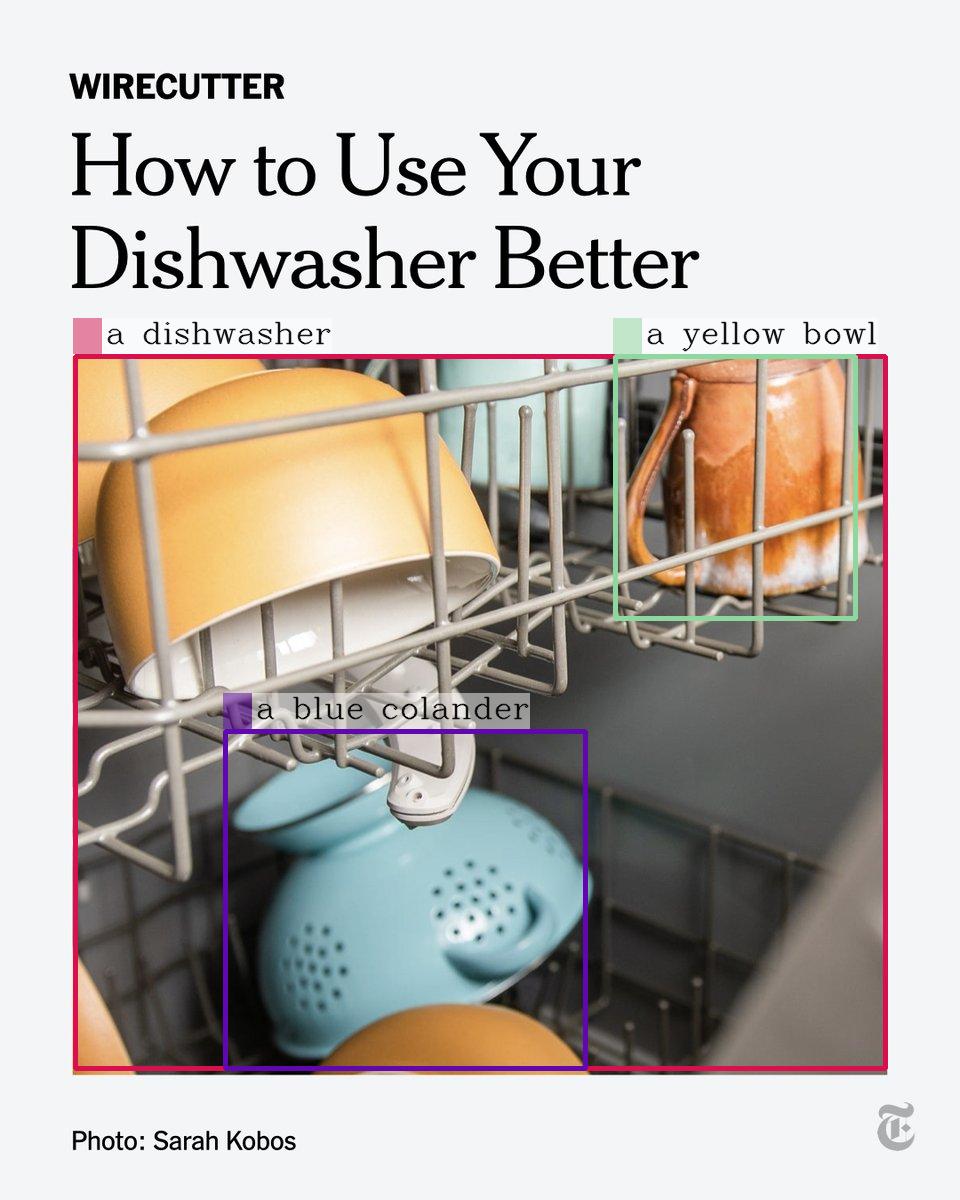 WIRECUTTER
How to Use Your
Dishwasher Better
a dishwasher
a yellow bowl
a blue colander
Photo: Sarah Kobos
T